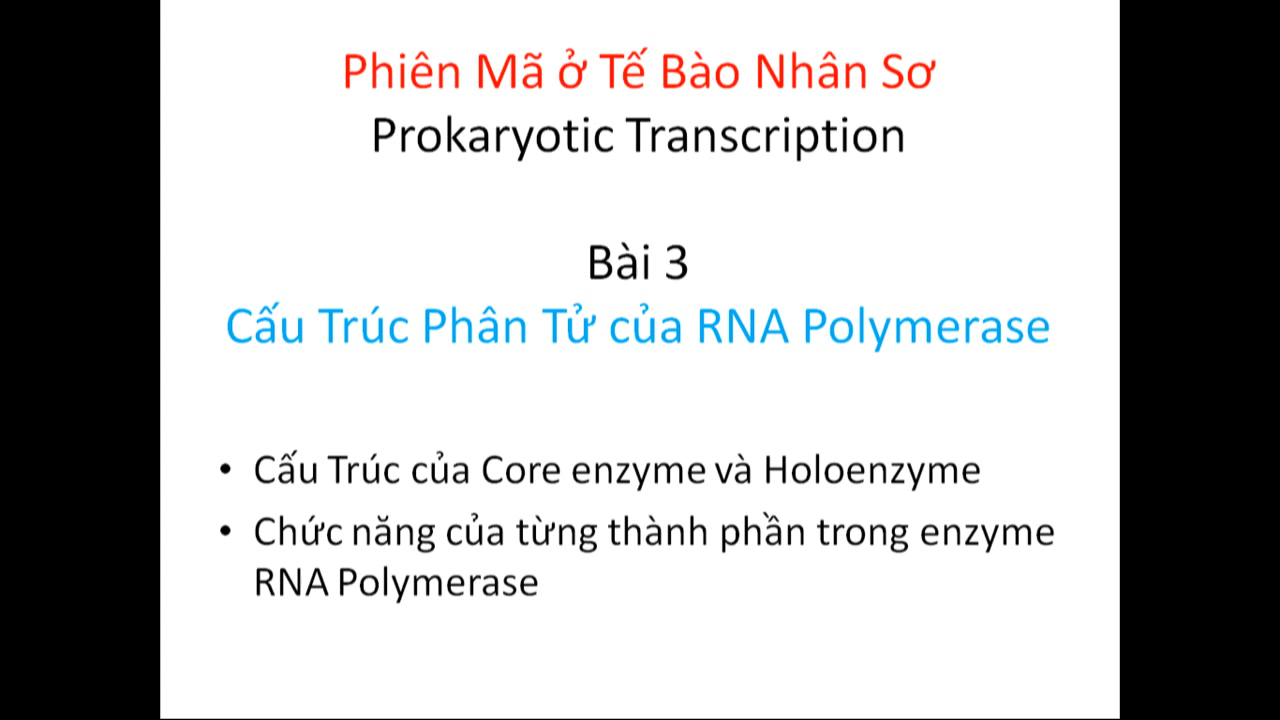 Phiên Mã ở Tế Bào Nhân Sơ
Prokaryotic Transcription
Bài 3
Cấu Trúc Phân Tử của RNA Polymerase
• Cấu Trúc của Core enzyme và Holoenzyme
• Chức năng của từng thành phần trong enzyme
RNA Polymerase